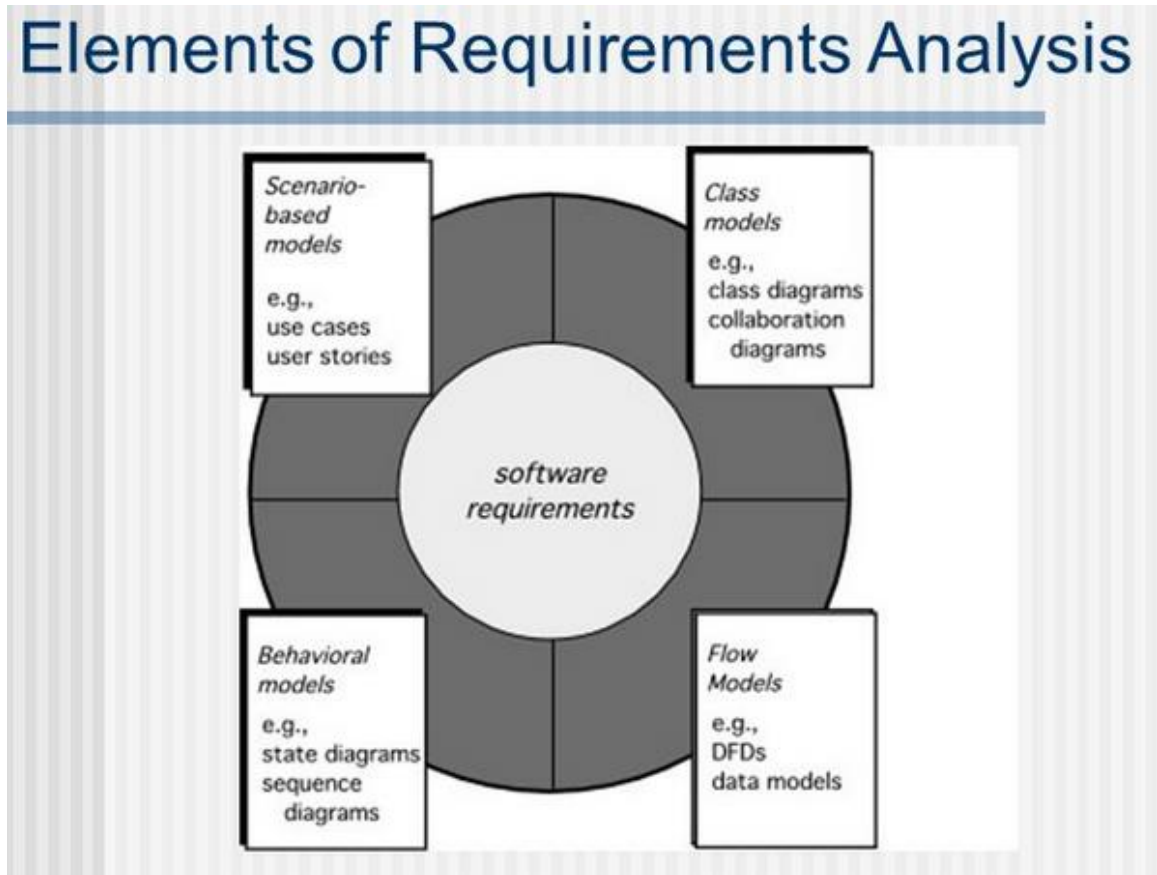 Elements of Requirements Analysis
Scenario-
based
models
e.g.,
use cases
user stories
Class
models
e.g.,
class diagrams
collaboration
diagrams
software
requirements
Behavioral
models
e.g.,
state diagrams
sequence
diagrams
Flow
Models
e.g.,
DFDs
data models